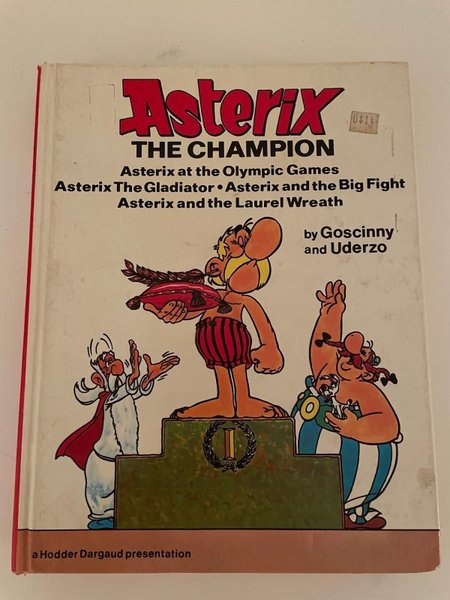 Asterix
THE CHAMPION
Asterix at the Olympic Games
Asterix The Gladiator • Asterix and the Big Fight
Asterix and the Laurel Wreath
by Goscinny
and Uderzo
I
a Hodder Dargaud presentation